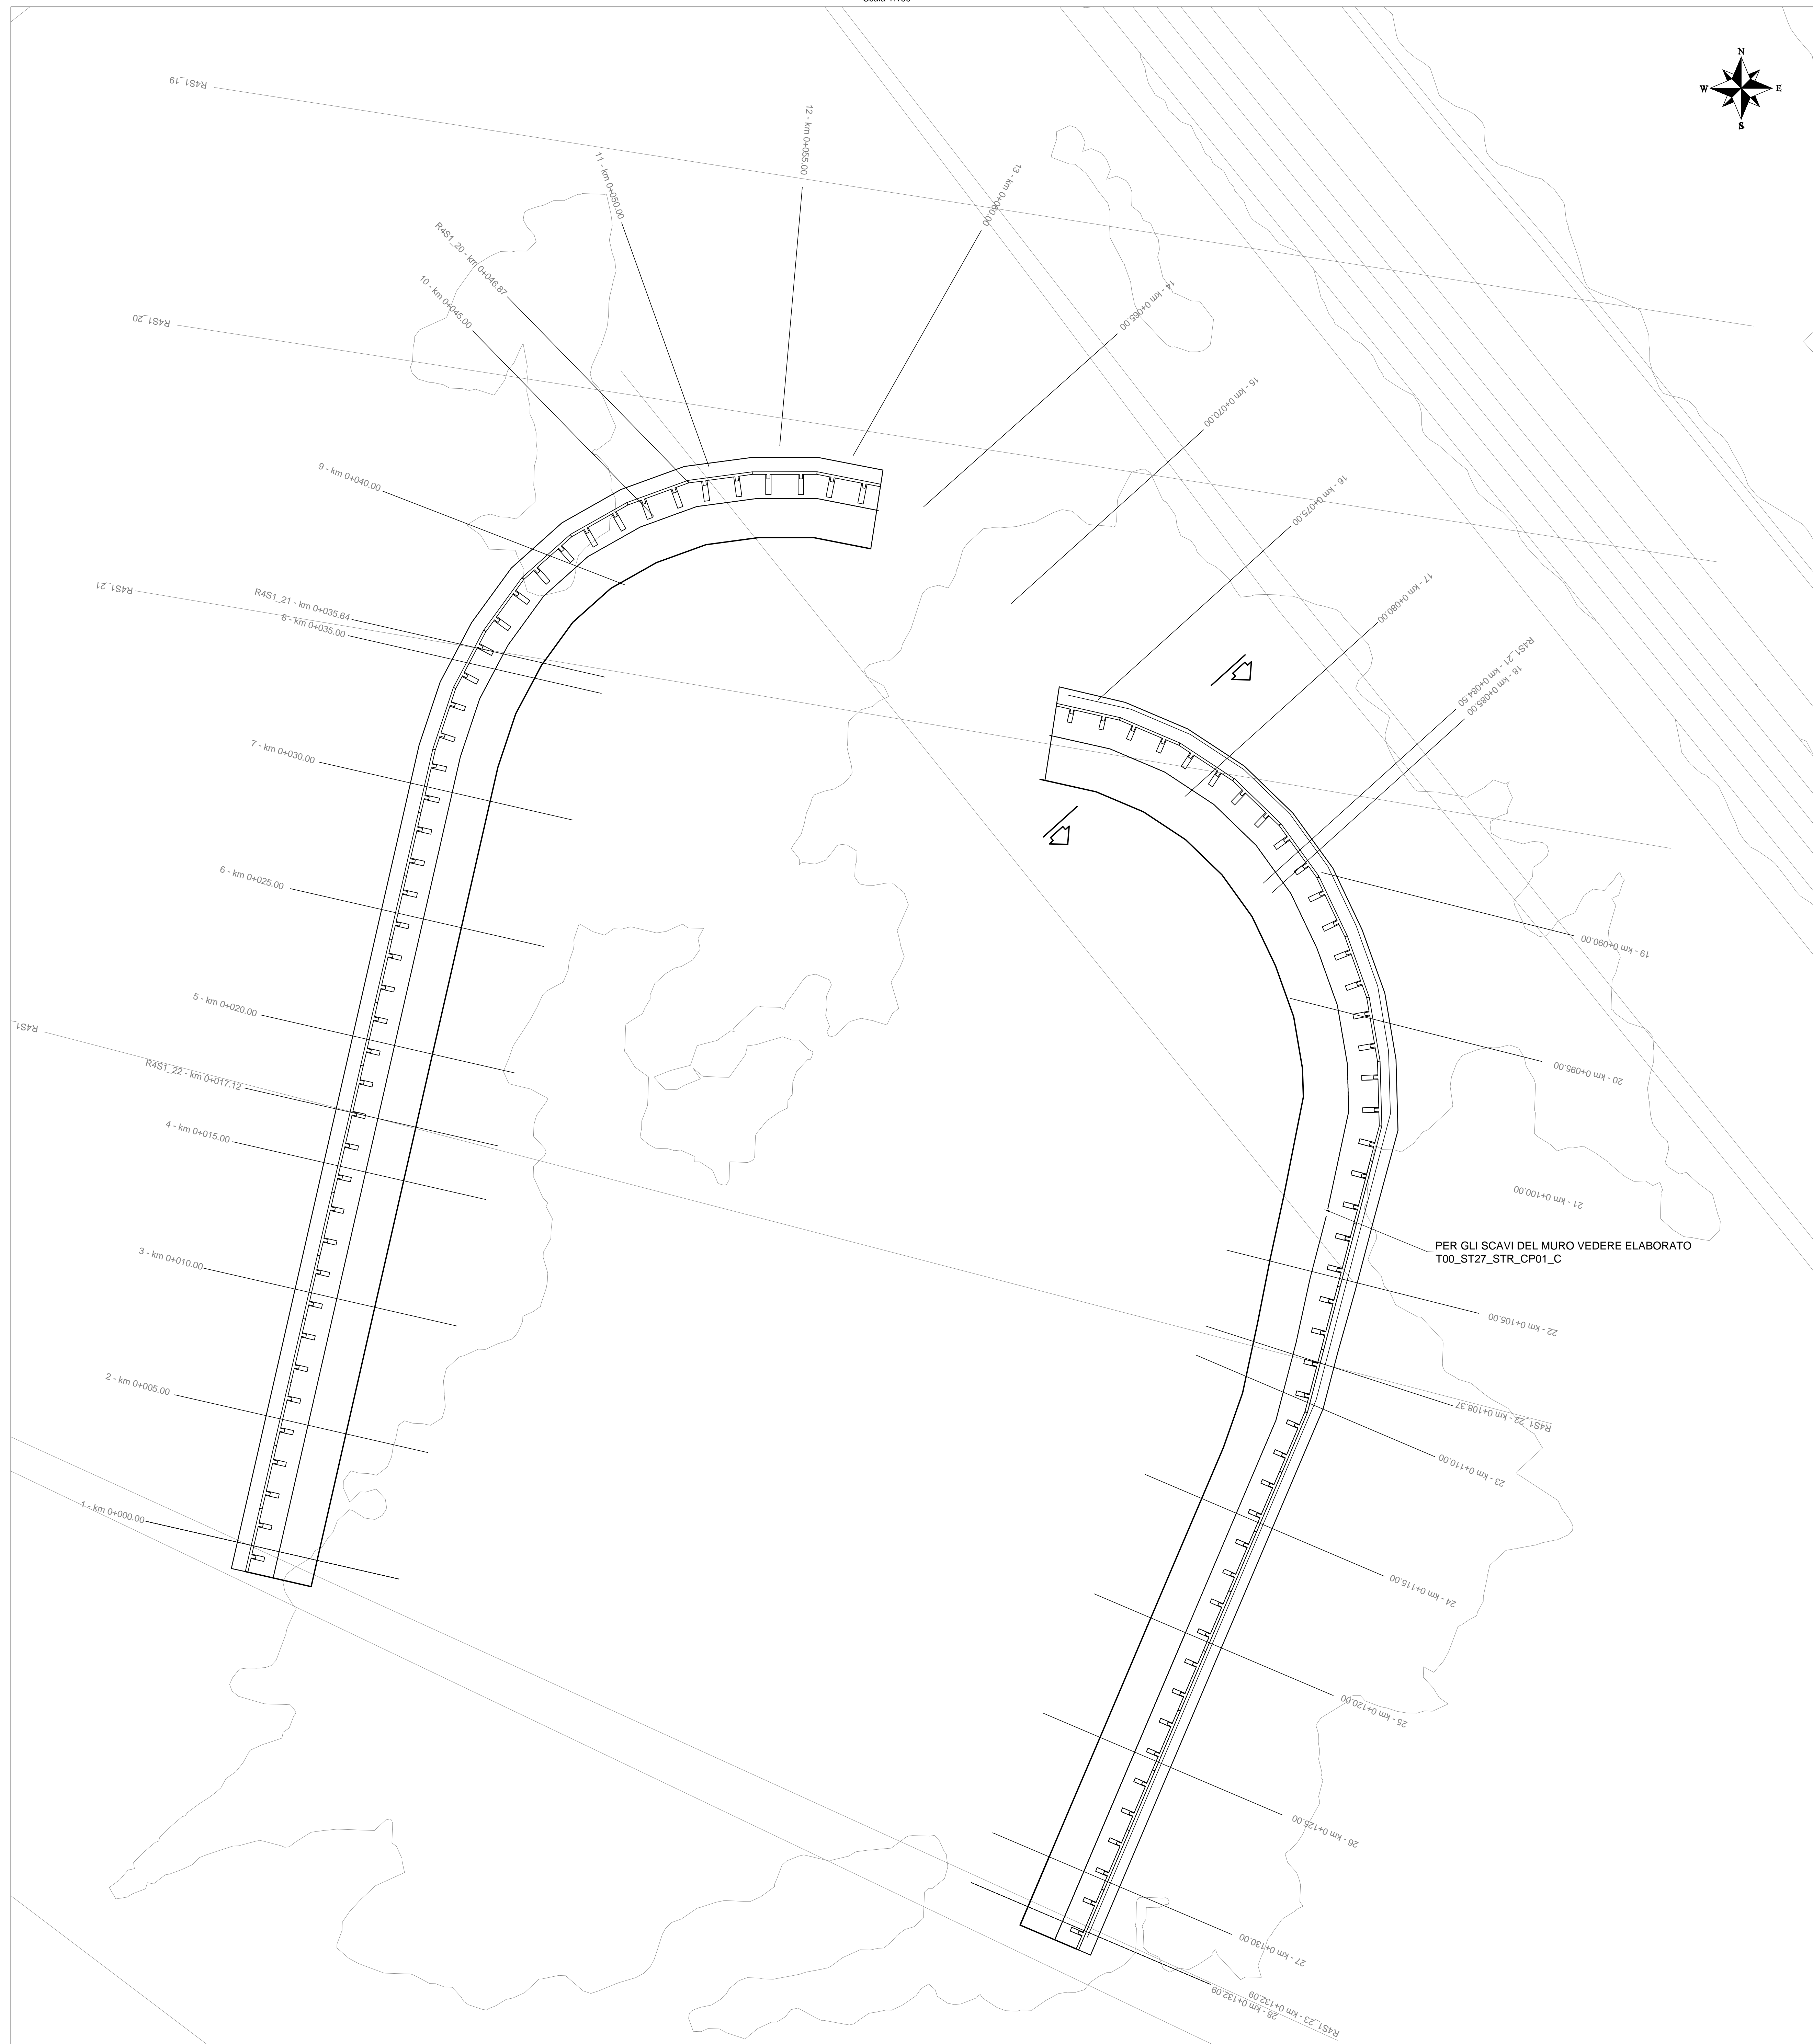 N
W
E
S
R4S1_19
12 - km 0+055.00
11 - km 0+050.00
13 - km 0+060.00
R4S1_20 - km 0+046.87
10 - km 0+045.00
14 - km 0+065.00
R4S1_20
15 - km 0+070.00
9 - km 0+040.00
16 - km 0+075.00
R4S1_21
R4S1_21 - km 0+035.64
8 - km 0+035.00
17 - km 0+080.00
R4S1_21 - km 0+084.50
18 - km 0+085.00
7 - km 0+030.00
6 - km 0+025.00
19 - km 0+090.00
5 - km 0+020.00
R4S1_
R4S1_22 - km 0+017.12
20 - km 0+095.00
4 - km 0+015.00
21 - km 0+100.00
3 - km 0+010.00
PER GLI SCAVI DEL MURO VEDERE ELABORATO
T00_ST27_STR_CP01_C
22 - km 0+105.00
2 - km 0+005.00
R4S1_22 - km 0+108.37
23 - km 0+110.00
1 - km 0+000.00
24 - km 0+115.00
25 - km 0+120.00
26 - km 0+125.00
27 - km 0+130.00
R4S1_23 - km 0+132.09
28 - km 0+132.09